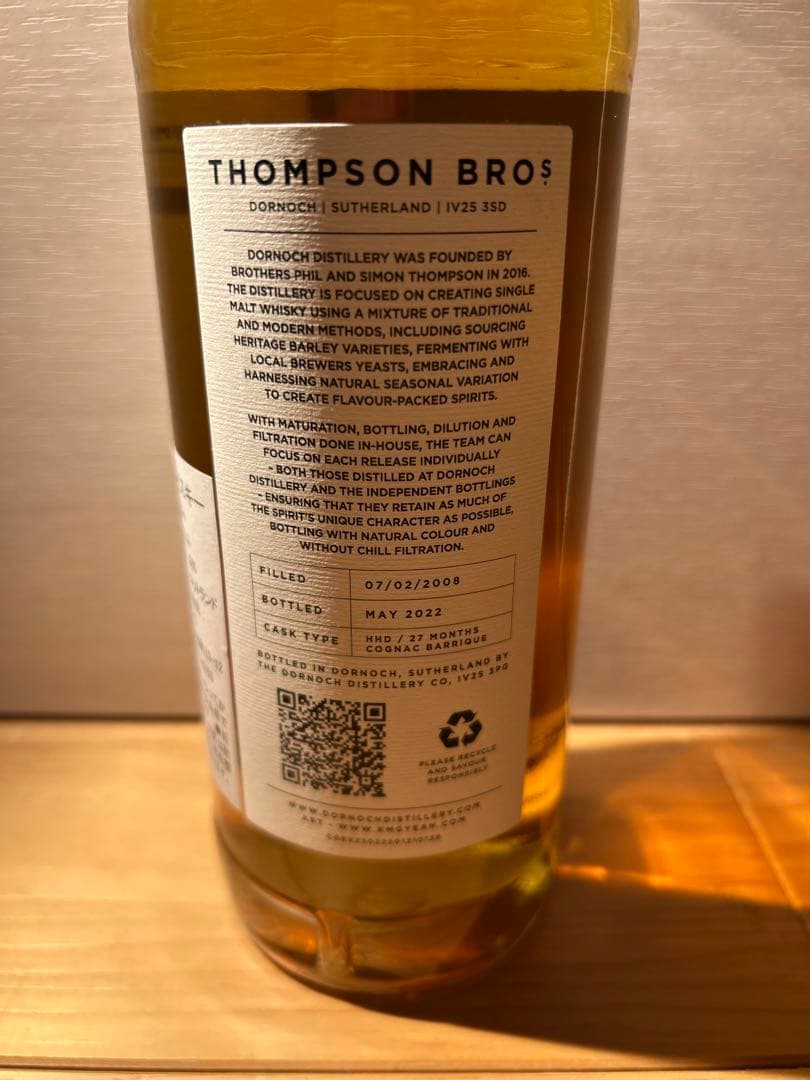 THOMPSON BROS
DORNOCH | SUTHERLAND | IV25 3SD
DORNOCH DISTILLERY WAS FOUNDED BY
BROTHERS PHIL AND SIMON THOMPSON IN 2016.
THE DISTILLERY IS FOCUSED ON CREATING SINGLE
MALT WHISKY USING A MIXTURE OF TRADITIONAL
AND MODERN METHODS, INCLUDING SOURCING
HERITAGE BARLEY VARIETIES, FERMENTING WITH
LOCAL BREWERS YEASTS, EMBRACING AND
HARNESSING NATURAL SEASONAL VARIATION
TO CREATE FLAVOUR-PACKED SPIRITS.
WITH MATURATION, BOTTLING, DILUTION AND
FILTRATION DONE IN-HOUSE, THE TEAM CAN
FOCUS ON EACH RELEASE INDIVIDUALLY
- BOTH THOSE DISTILLED AT DORNOCH
DISTILLERY AND THE INDEPENDENT BOTTLINGS
- ENSURING THAT THEY RETAIN AS MUCH OF
THE SPIRIT'S UNIQUE CHARACTER AS POSSIBLE,
BOTTLING WITH NATURAL COLOUR AND
WITHOUT CHILL FILTRATION.
FILLED 07/02/2008
BOTTLED MAY 2022
CASK TYPE HHD / 27 MONTHS
COGNAC BARRIQUE
BOTTLED IN DORNOCH, SUTHERLAND BY
THE DORNOCH DISTILLERY CO, IV25 3PG
PLEASE RECYCLE
AND SAVOUR
RESPONSIBLY
WWW.DORNOCHDISTILLERY.COM
ART - WWW.KMGYEAH.COM